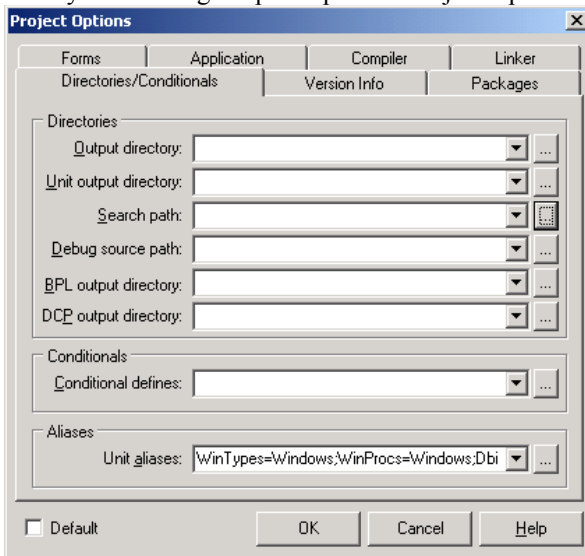 Project Options
Forms Application Compiler Linker
Directories/Conditionals Version Info Packages
Directories
Output directory: ...
Unit output directory: ...
Search path: ...
Debug source path: ...
BPL output directory: ...
DCP output directory: ...
Conditionals
Conditional defines: ...
Aliases
Unit aliases: WinTypes=Windows;WinProcs=Windows;Dbi ...
Default OK Cancel Help